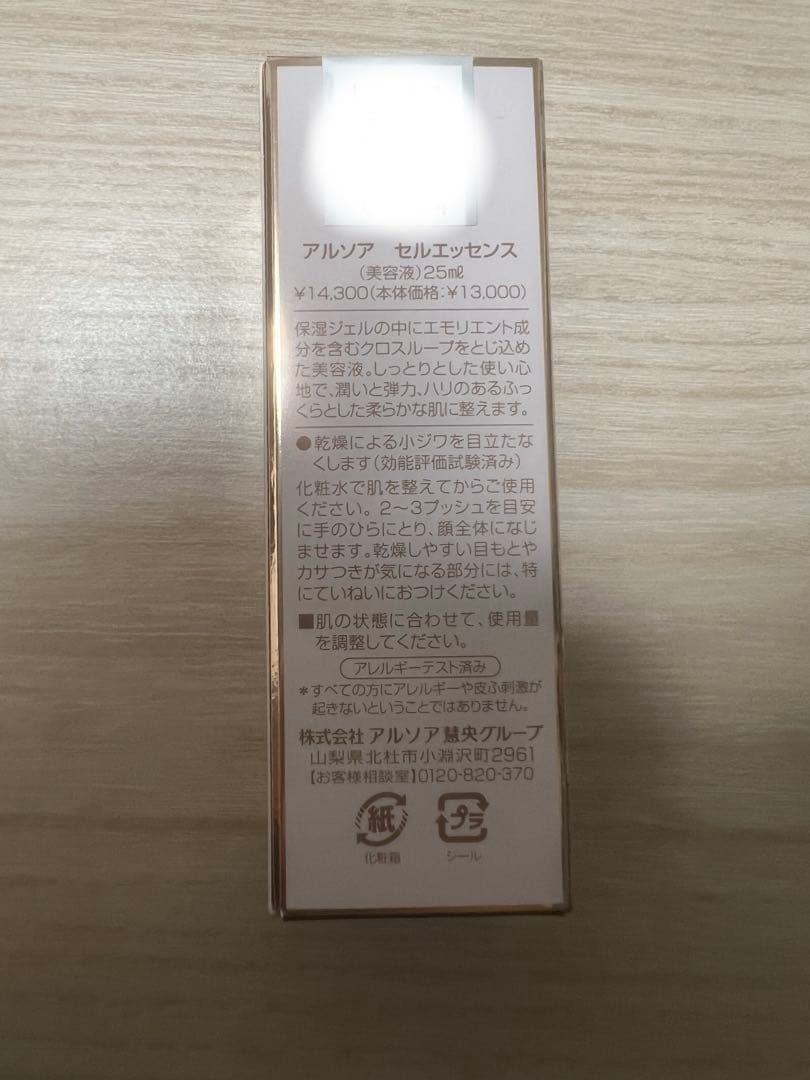 アルソア　セルエッセンス
(美容液)25㎖
¥14,300(本体価格:¥13,000)
保湿ジェルの中にエモリエント成
分を含むクロスループをとじ込め
た美容液。しっとりとした使い心
地で、潤いと弾力、ハリのあるふっ
くらとした柔らかな肌に整えます。
●乾燥による小ジワを目立たな
くします(効能評価試験済み)
化粧水で肌を整えてからご使用
ください。2〜3プッシュを目安
に手のひらにとり、顔全体になじ
ませます。乾燥しやすい目もとや
カサつきが気になる部分には、特
にていねいにおつけください。
■肌の状態に合わせて、使用量
を調整してください。
アレルギーテスト済み
*すべての方にアレルギーや皮ふ刺激が
起きないということではありません。
株式会社 アルソア慧央グループ
山梨県北杜市小淵沢町2961
【お客様相談室】0120-820-370
紙 プラ
化粧箱 シール